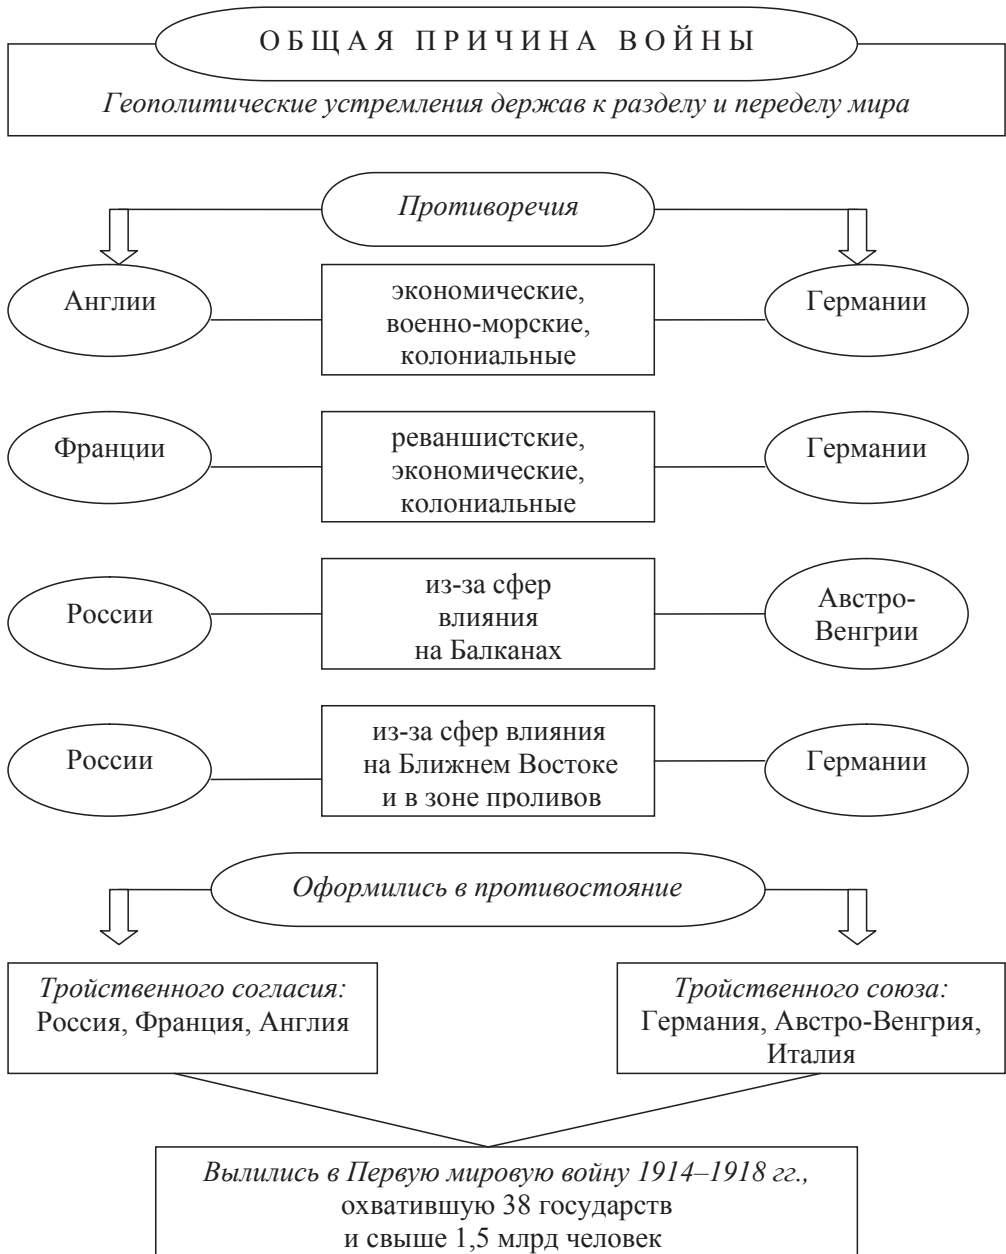 ОБЩАЯ ПРИЧИНА ВОЙНЫ
Геополитические устремления держав к разделу и переделу мира
Противоречия
Англии
экономические,
военно-морские,
колониальные
Германии
Франции
реваншистские,
экономические,
колониальные
Германии
России
из-за сфер
влияния
на Балканах
Австро-
Венгрии
России
из-за сфер влияния
на Ближнем Востоке
и в зоне проливов
Германии
Оформились в противостояние
Тройственного согласия:
Россия, Франция, Англия
Тройственного союза:
Германия, Австро-Венгрия,
Италия
Вылились в Первую мировую войну 1914–1918 гг.,
охватившую 38 государств
и свыше 1,5 млрд человек